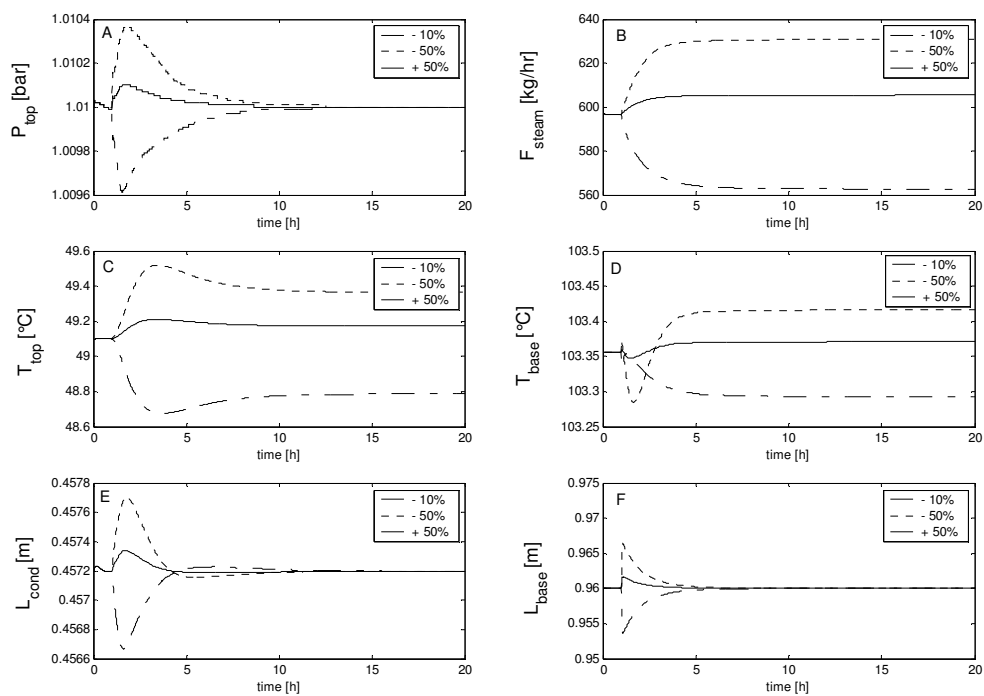 A
P_top [bar]
1.0104
1.0102
1.01
1.0098
1.0096
0 5 10 15 20
time [h]
- 10%
- 50%
+ 50%
B
F_steam [kg/hr]
640
620
600
580
560
0 5 10 15 20
time [h]
- 10%
- 50%
+ 50%
C
T_top [°C]
49.6
49.4
49.2
49
48.8
48.6
0 5 10 15 20
time [h]
- 10%
- 50%
+ 50%
D
T_base [°C]
103.5
103.45
103.4
103.35
103.3
103.25
0 5 10 15 20
time [h]
- 10%
- 50%
+ 50%
E
L_cond [m]
0.4578
0.4576
0.4574
0.4572
0.457
0.4568
0.4566
0 5 10 15 20
time [h]
- 10%
- 50%
+ 50%
F
L_base [m]
0.975
0.97
0.965
0.96
0.955
0.95
0 5 10 15 20
time [h]
- 10%
- 50%
+ 50%